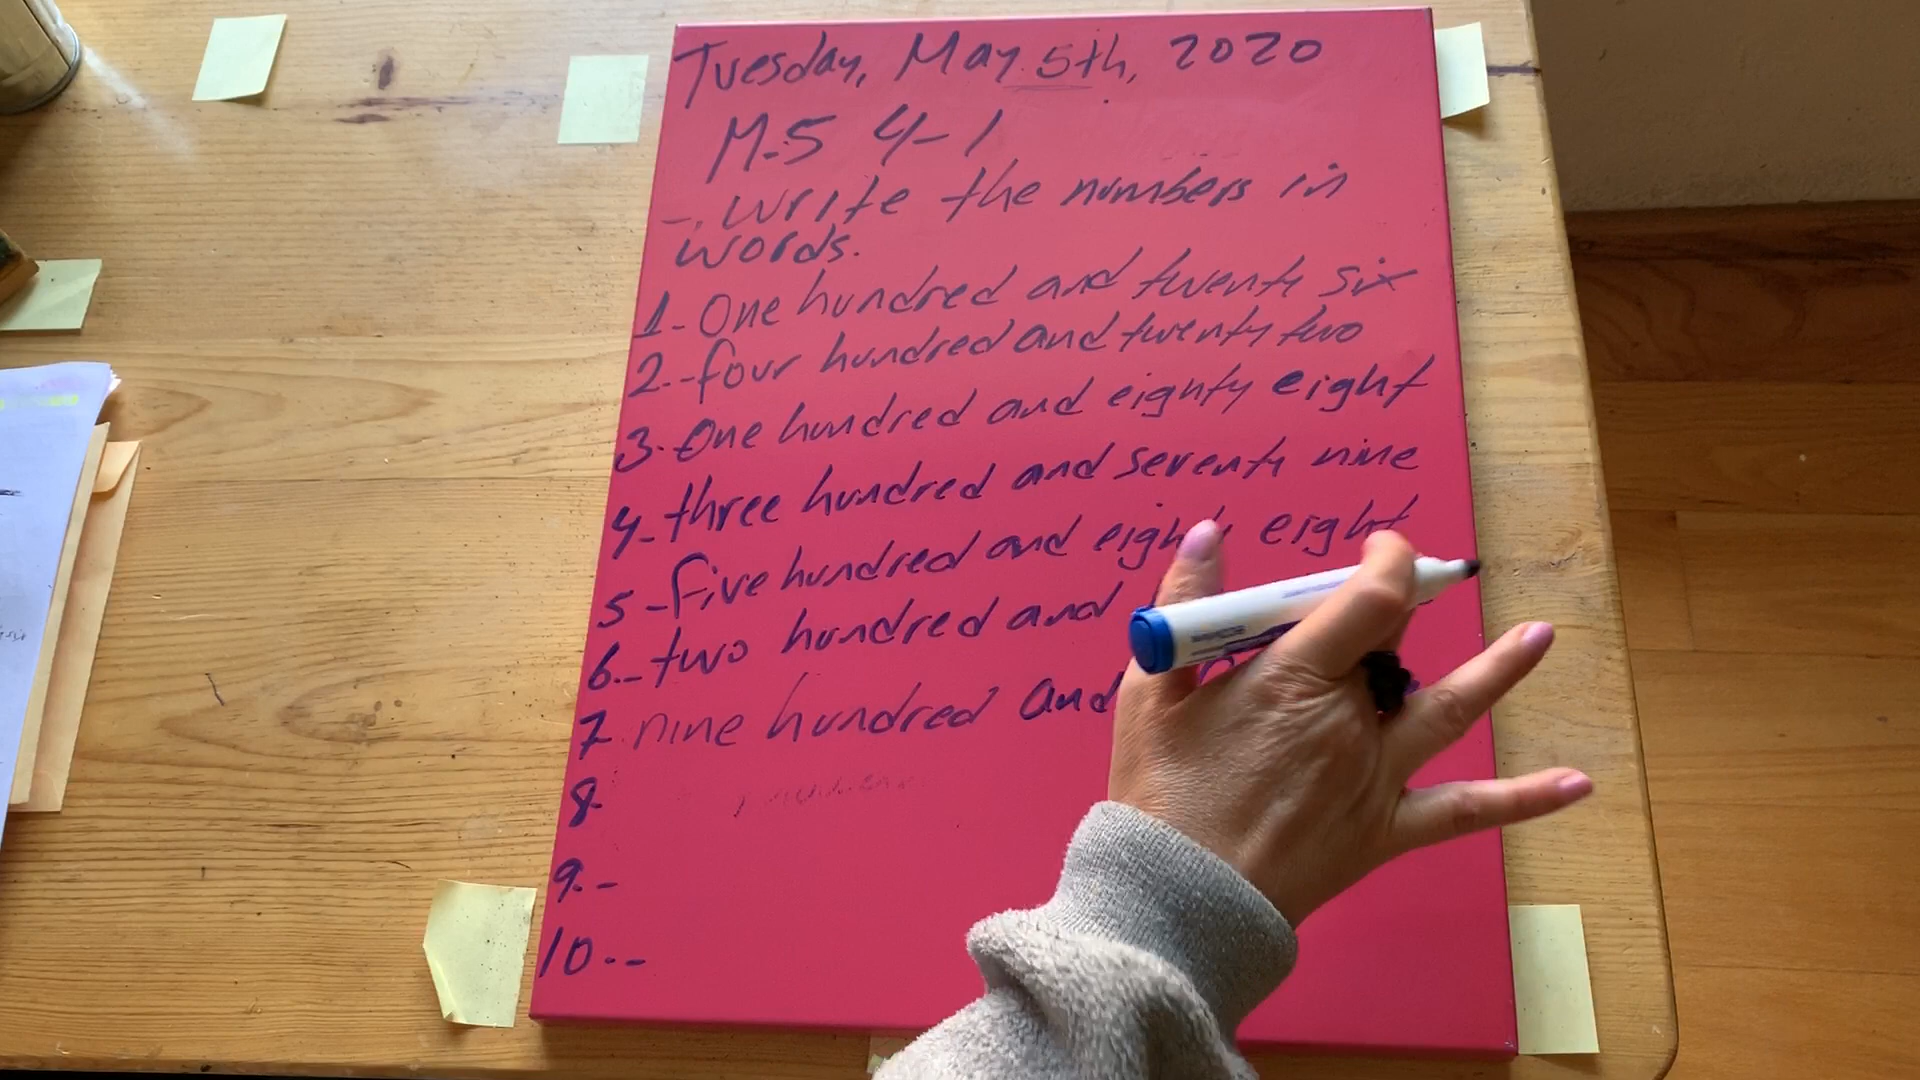 Tuesday, May 5th, 2020
M-5 4-1
-. Write the numbers in
words.
1- One hundred and twenty six
2.- four hundred and twenty two
3.- One hundred and eighty eight
4- three hundred and seventy nine
5 - five hundred and eighty eight
6.- two hundred and
7 nine hundred and
8.
9.-
10.-